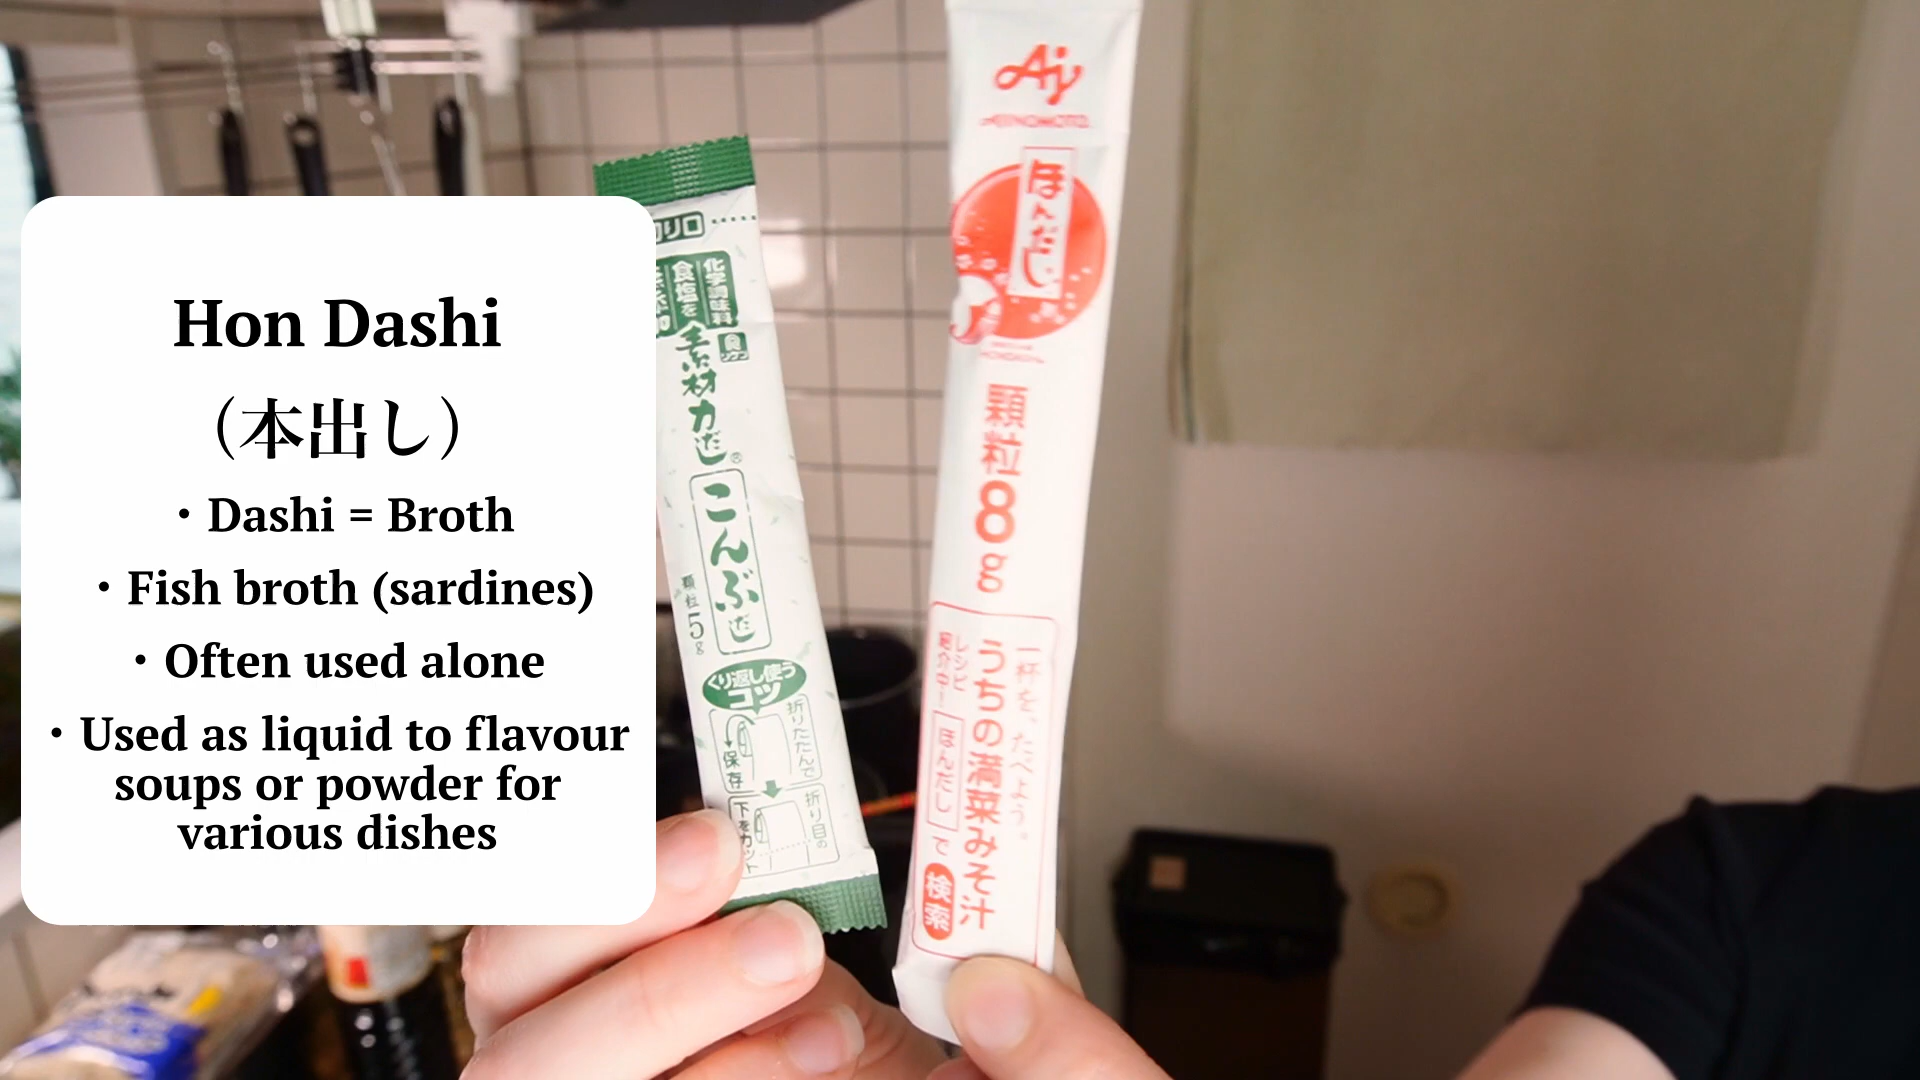 Hon Dashi
（本出し）
・Dashi = Broth
・Fish broth (sardines)
・Often used alone
・Used as liquid to flavour
soups or powder for
various dishes
化学調味料
食塩を
素材力だし®
こんぶだし
顆粒5g
くり返し使う
コツ
折りたたんで
保存
折り目の
下をカット
Aj
AJINOMOTO
ほんだし
顆粒8g
一杯を、たべよう。
うちの満菜みそ汁
レシピ
紹介中!
ほんだし
で
検索